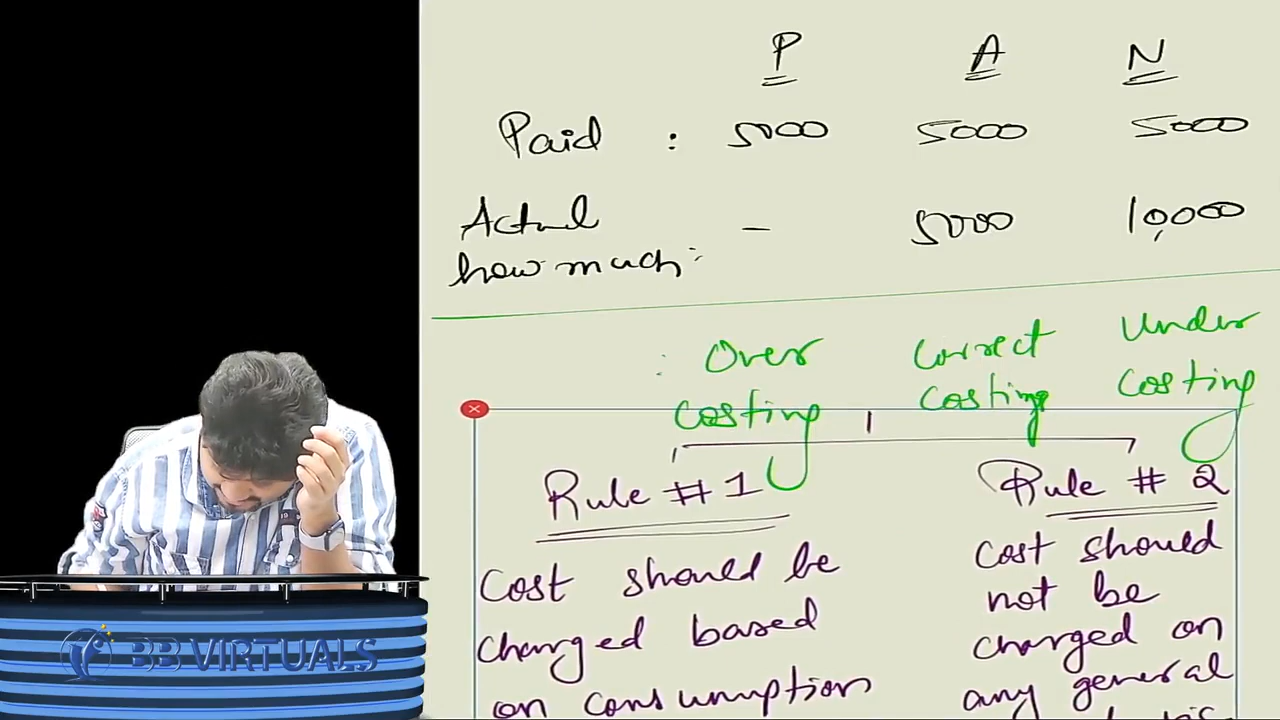 P A N
Paid : 5000 5000 5000
Actual - 5000 10,000
how much :
: Over Correct Under
Costing Costing Costing
Rule # 1 Rule # 2
Cost should be Cost should
charged based not be
on consumption charged on
any general
BB VIRTUALS